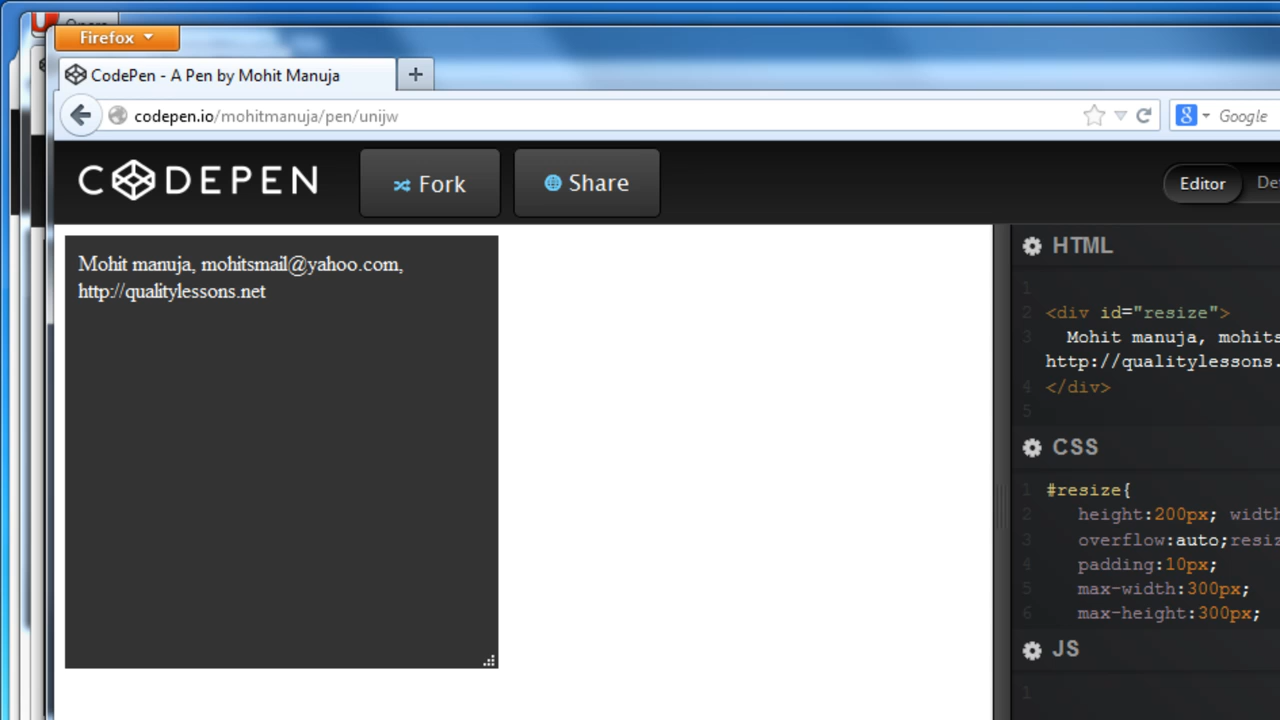 Opera
Firefox
CodePen - A Pen by Mohit Manuja
codepen.io/mohitmanuja/pen/unijw
Google
CODEPEN
Fork
Share
Editor
De
Mohit manuja, mohitsmail@yahoo.com,
http://qualitylessons.net
HTML
1
2 <div id="resize">
3 Mohit manuja, mohits
http://qualitylessons.
4 </div>
5
CSS
1 #resize{
2 height:200px; width
3 overflow:auto;resiz
4 padding:10px;
5 max-width:300px;
6 max-height:300px;
JS
1